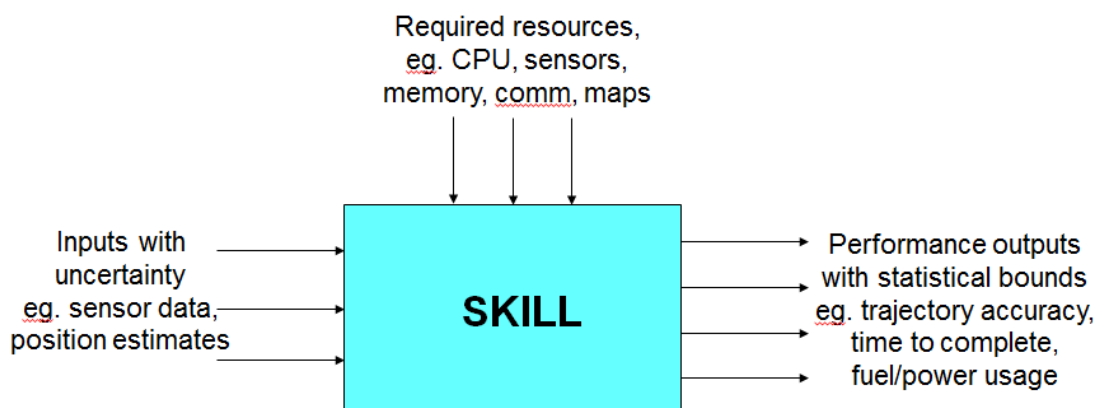 Required resources,
eg. CPU, sensors,
memory, comm, maps
Inputs with
uncertainty
eg. sensor data,
position estimates
SKILL
Performance outputs
with statistical bounds
eg. trajectory accuracy,
time to complete,
fuel/power usage